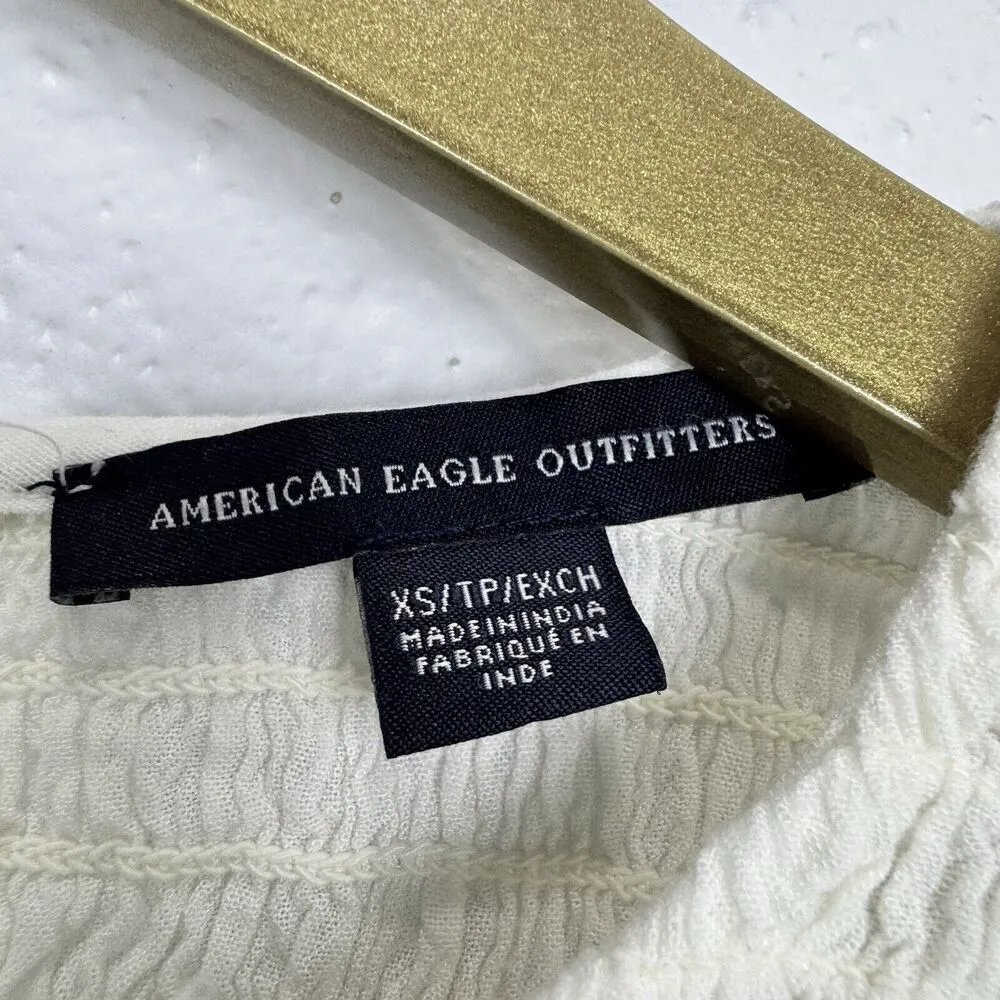 AMERICAN EAGLE OUTFITTERS
XS/TP/EXCH
MADEININDIA
FABRIQUÉ EN
INDE